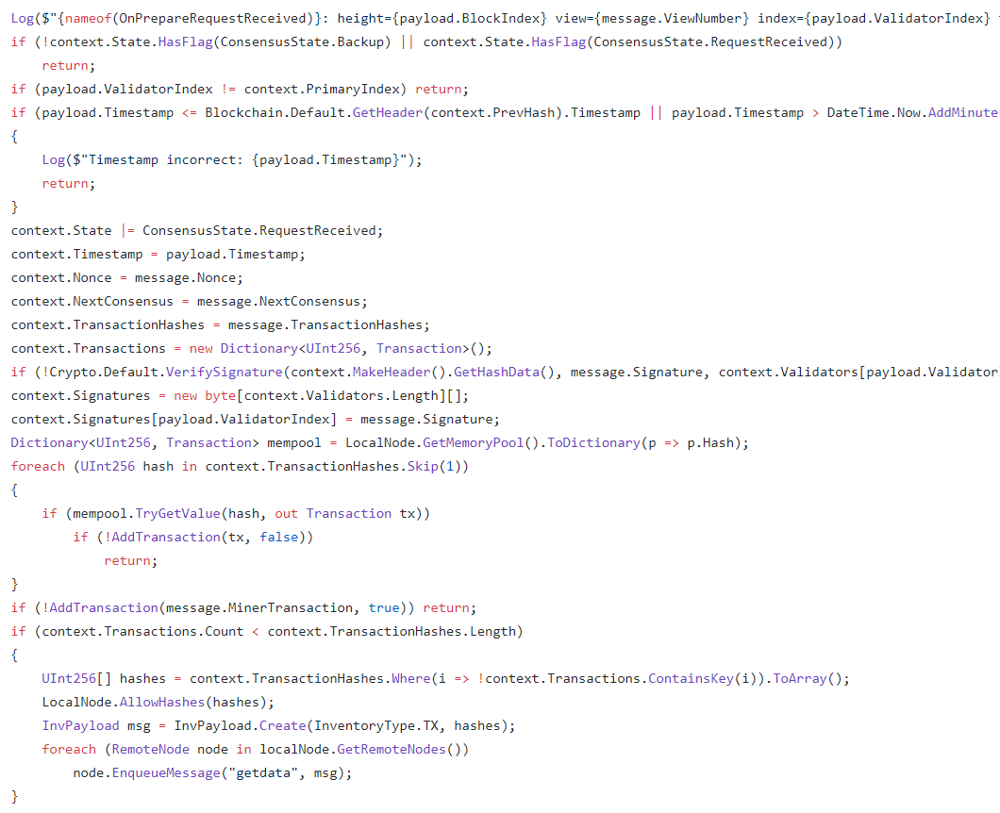 Log($"{nameof(OnPrepareRequestReceived)}: height={payload.BlockIndex} view={message.ViewNumber} index={payload.ValidatorIndex}
if (!context.State.HasFlag(ConsensusState.Backup) || context.State.HasFlag(ConsensusState.RequestReceived))
    return;
if (payload.ValidatorIndex != context.PrimaryIndex) return;
if (payload.Timestamp <= Blockchain.Default.GetHeader(context.PrevHash).Timestamp || payload.Timestamp > DateTime.Now.AddMinute
{
    Log($"Timestamp incorrect: {payload.Timestamp}");
    return;
}
context.State |= ConsensusState.RequestReceived;
context.Timestamp = payload.Timestamp;
context.Nonce = message.Nonce;
context.NextConsensus = message.NextConsensus;
context.TransactionHashes = message.TransactionHashes;
context.Transactions = new Dictionary<UInt256, Transaction>();
if (!Crypto.Default.VerifySignature(context.MakeHeader().GetHashData(), message.Signature, context.Validators[payload.Validator
context.Signatures = new byte[context.Validators.Length][];
context.Signatures[payload.ValidatorIndex] = message.Signature;
Dictionary<UInt256, Transaction> mempool = LocalNode.GetMemoryPool().ToDictionary(p => p.Hash);
foreach (UInt256 hash in context.TransactionHashes.Skip(1))
{
    if (mempool.TryGetValue(hash, out Transaction tx))
        if (!AddTransaction(tx, false))
            return;
}
if (!AddTransaction(message.MinerTransaction, true)) return;
if (context.Transactions.Count < context.TransactionHashes.Length)
{
    UInt256[] hashes = context.TransactionHashes.Where(i => !context.Transactions.ContainsKey(i)).ToArray();
    LocalNode.AllowHashes(hashes);
    InvPayload msg = InvPayload.Create(InventoryType.TX, hashes);
    foreach (RemoteNode node in localNode.GetRemoteNodes())
        node.EnqueueMessage("getdata", msg);
}